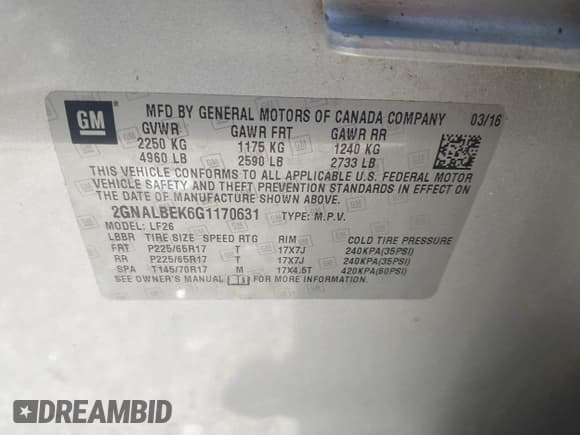 GM
MFD BY GENERAL MOTORS OF CANADA COMPANY 03/16
GVWR GAWR FRT GAWR RR
2250 KG 1175 KG 1240 KG
4960 LB 2590 LB 2733 LB
THIS VEHICLE CONFORMS TO ALL APPLICABLE U.S. FEDERAL MOTOR
VEHICLE SAFETY AND THEFT PREVENTION STANDARDS IN EFFECT ON
THE DATE OF MANUFACTURE SHOWN ABOVE.
2GNALBEK6G1170631 TYPE: M.P.V.
MODEL: LF26
LBBR TIRE SIZE SPEED RTG RIM COLD TIRE PRESSURE
FRT P225/65R17 T 17X7J 240KPA(35PSI)
RR P225/65R17 T 17X7J 240KPA(35PSI)
SPA T145/70R17 M 17X4.5T 420KPA(60PSI)
SEE OWNER'S MANUAL FOR MORE INFORMATION.
DREAMBID